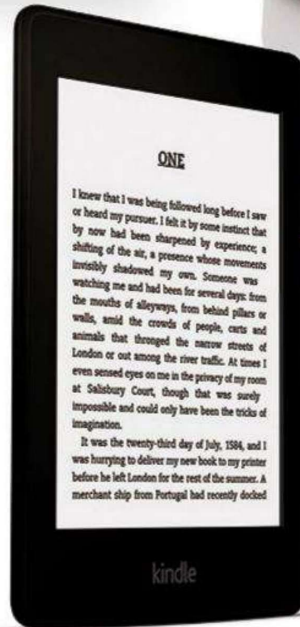 ONE
I knew that I was being followed long before I saw
or heard my pursuer. I felt it by some instinct that
by now had been sharpened by experience; a
shifting of the air, a presence whose movements
invisibly shadowed my own. Someone was
watching me and had been for several days: from
the mouths of alleyways, from behind pillars or
walls, amid the crowds of people, carts and
animals that thronged the narrow streets of
London or out among the river traffic. At times I
even sensed eyes on me in the privacy of my room
at Salisbury Court, though that was surely
impossible and could only have been the tricks of
imagination.
It was the twenty-third day of July, 1584, and I
was hurrying to deliver my new book to my printer
before he left London for the rest of the summer. A
merchant ship from Portugal had recently docked
kindle